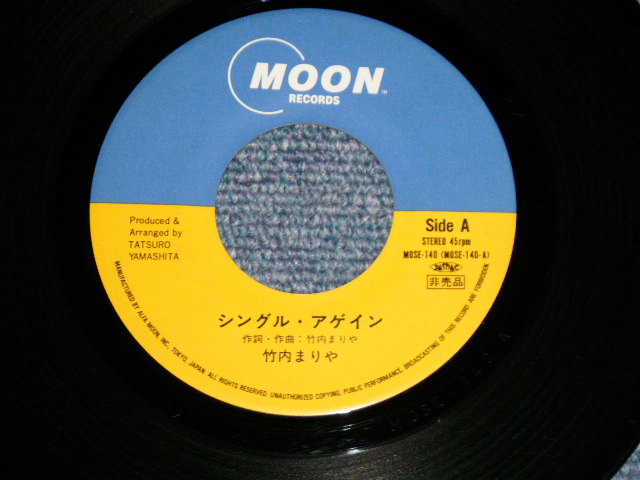 MOON
RECORDS
TM
Produced &
Arranged by
TATSURO
YAMASHITA
Side A
STEREO 45rpm
MOSE-140 (MOSE-140-A)
JASRAC
非売品
シングル・アゲイン
作詞・作曲：竹内まりや
竹内まりや
MANUFACTURED BY ALFA MOON, INC., TOKYO, JAPAN. ALL RIGHTS RESERVED. UNAUTHORIZED COPYING, PUBLIC PERFORMANCE, BROADCASTING OF THIS RECORD ARE FORBIDDEN.